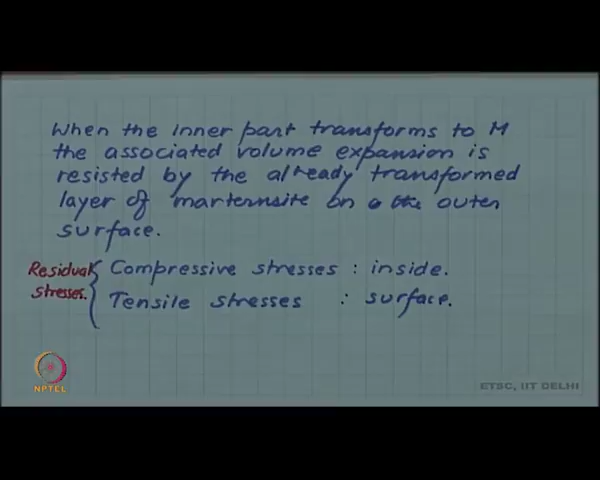 When the inner part transforms to M
the associated volume expansion is
resisted by the already transformed
layer of martensite on the outer
surface.
Residual stresses. { Compressive stresses : inside.
Tensile stresses : surface.
NPTEL
ETSC, IIT DELHI